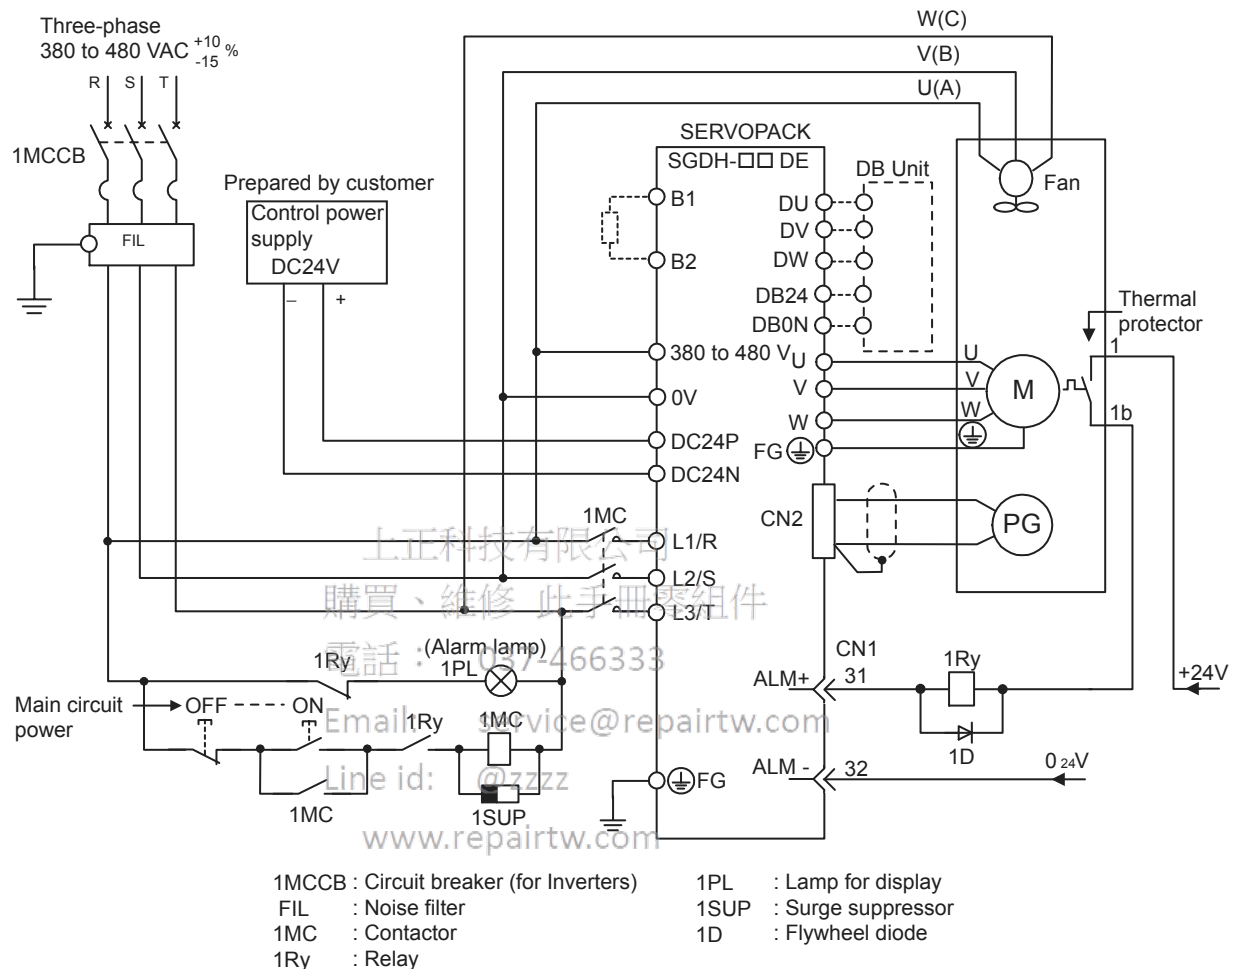 Three-phase
380 to 480 VAC +10 -15 %
R S T
1MCCB
FIL
Prepared by customer
Control power
supply
DC24V
– +
W(C)
V(B)
U(A)
SERVOPACK
SGDH-□□ DE
B1
B2
380 to 480 V
0V
DC24P
DC24N
1MC
L1/R
L2/S
L3/T
FG
DU
DV
DW
DB24
DB0N
U
V
W
FG
DB Unit
CN2
CN1
Fan
Thermal
protector
1
1b
U
V
W
M
PG
ALM+ 31
ALM - 32
1Ry
1D
+24V
0 24V
(Alarm lamp)
1Ry 1PL
Main circuit
power
OFF ON
1Ry 1MC
1MC
1SUP
上正科技有限公司
購買、維修 此手冊零組件
電話： 037-466333
Email: service@repairtw.com
Line id: @zzzz
www.repairtw.com
1MCCB : Circuit breaker (for Inverters)
FIL : Noise filter
1MC : Contactor
1Ry : Relay
1PL : Lamp for display
1SUP : Surge suppressor
1D : Flywheel diode